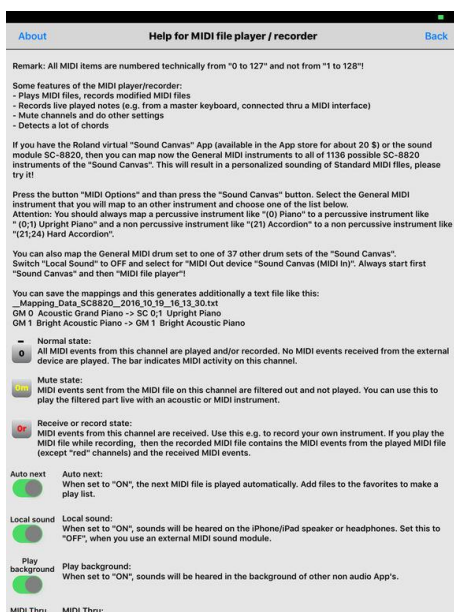 About Help for MIDI file player / recorder Back
Remark: All MIDI items are numbered technically from "0 to 127" and not from "1 to 128"!
Some features of the MIDI player/recorder:
- Plays MIDI files, records modified MIDI files
- Records live played notes (e.g. from a master keyboard, connected thru a MIDI interface)
- Mute channels and do other settings
- Detects a lot of chords
If you have the Roland virtual "Sound Canvas" App (available in the App store for about 20 $) or the sound
module SC-8820, then you can map now the General MIDI instruments to all of 1136 possible SC-8820
instruments of the "Sound Canvas". This will result in a personalized sounding of Standard MIDI files, please
try it!
Press the button "MIDI Options" and than press the "Sound Canvas" button. Select the General MIDI
instrument that you will map to an other instrument and choose one of the list below.
Attention: You should always map a percussive instrument like "(0) Piano" to a percussive instrument like
" (0;1) Upright Piano" and a non percussive instrument like "(21) Accordion" to a non percussive instrument like
"(21;24) Hard Accordion".
You can also map the General MIDI drum set to one of 37 other drum sets of the "Sound Canvas".
Switch "Local Sound" to OFF and select for "MIDI Out device "Sound Canvas (MIDI In)". Always start first
"Sound Canvas" and then "MIDI file player"!
You can save the mappings and this generates additionally a text file like this:
__Mapping_Data_SC8820__2016_10_19__16_13_30.txt
GM 0 Acoustic Grand Piano -> SC 0;1 Upright Piano
GM 1 Bright Acoustic Piano -> GM 1 Bright Acoustic Piano
Normal state:
0 All MIDI events from this channel are played and/or recorded. No MIDI events received from the external
device are played. The bar indicates MIDI activity on this channel.
Mute state:
0m MIDI events sent from the MIDI file on this channel are filtered out and not played. You can use this to
play the filtered part live with an acoustic or MIDI instrument.
Receive or record state:
0r MIDI events from this channel are received. Use this e.g. to record your own instrument. If you play the
MIDI file while recording, then the recorded MIDI file contains the MIDI events from the played MIDI file
(except "red" channels) and the received MIDI events.
Auto next Auto next:
When set to "ON", the next MIDI file is played automatically. Add files to the favorites to make a
play list.
Local sound Local sound:
When set to "ON", sounds will be heared on the iPhone/iPad speaker or headphones. Set this to
"OFF", when you use an external MIDI sound module.
Play
background Play background:
When set to "ON", sounds will be heared in the background of other non audio App's.
MIDI Thru MIDI Thru: